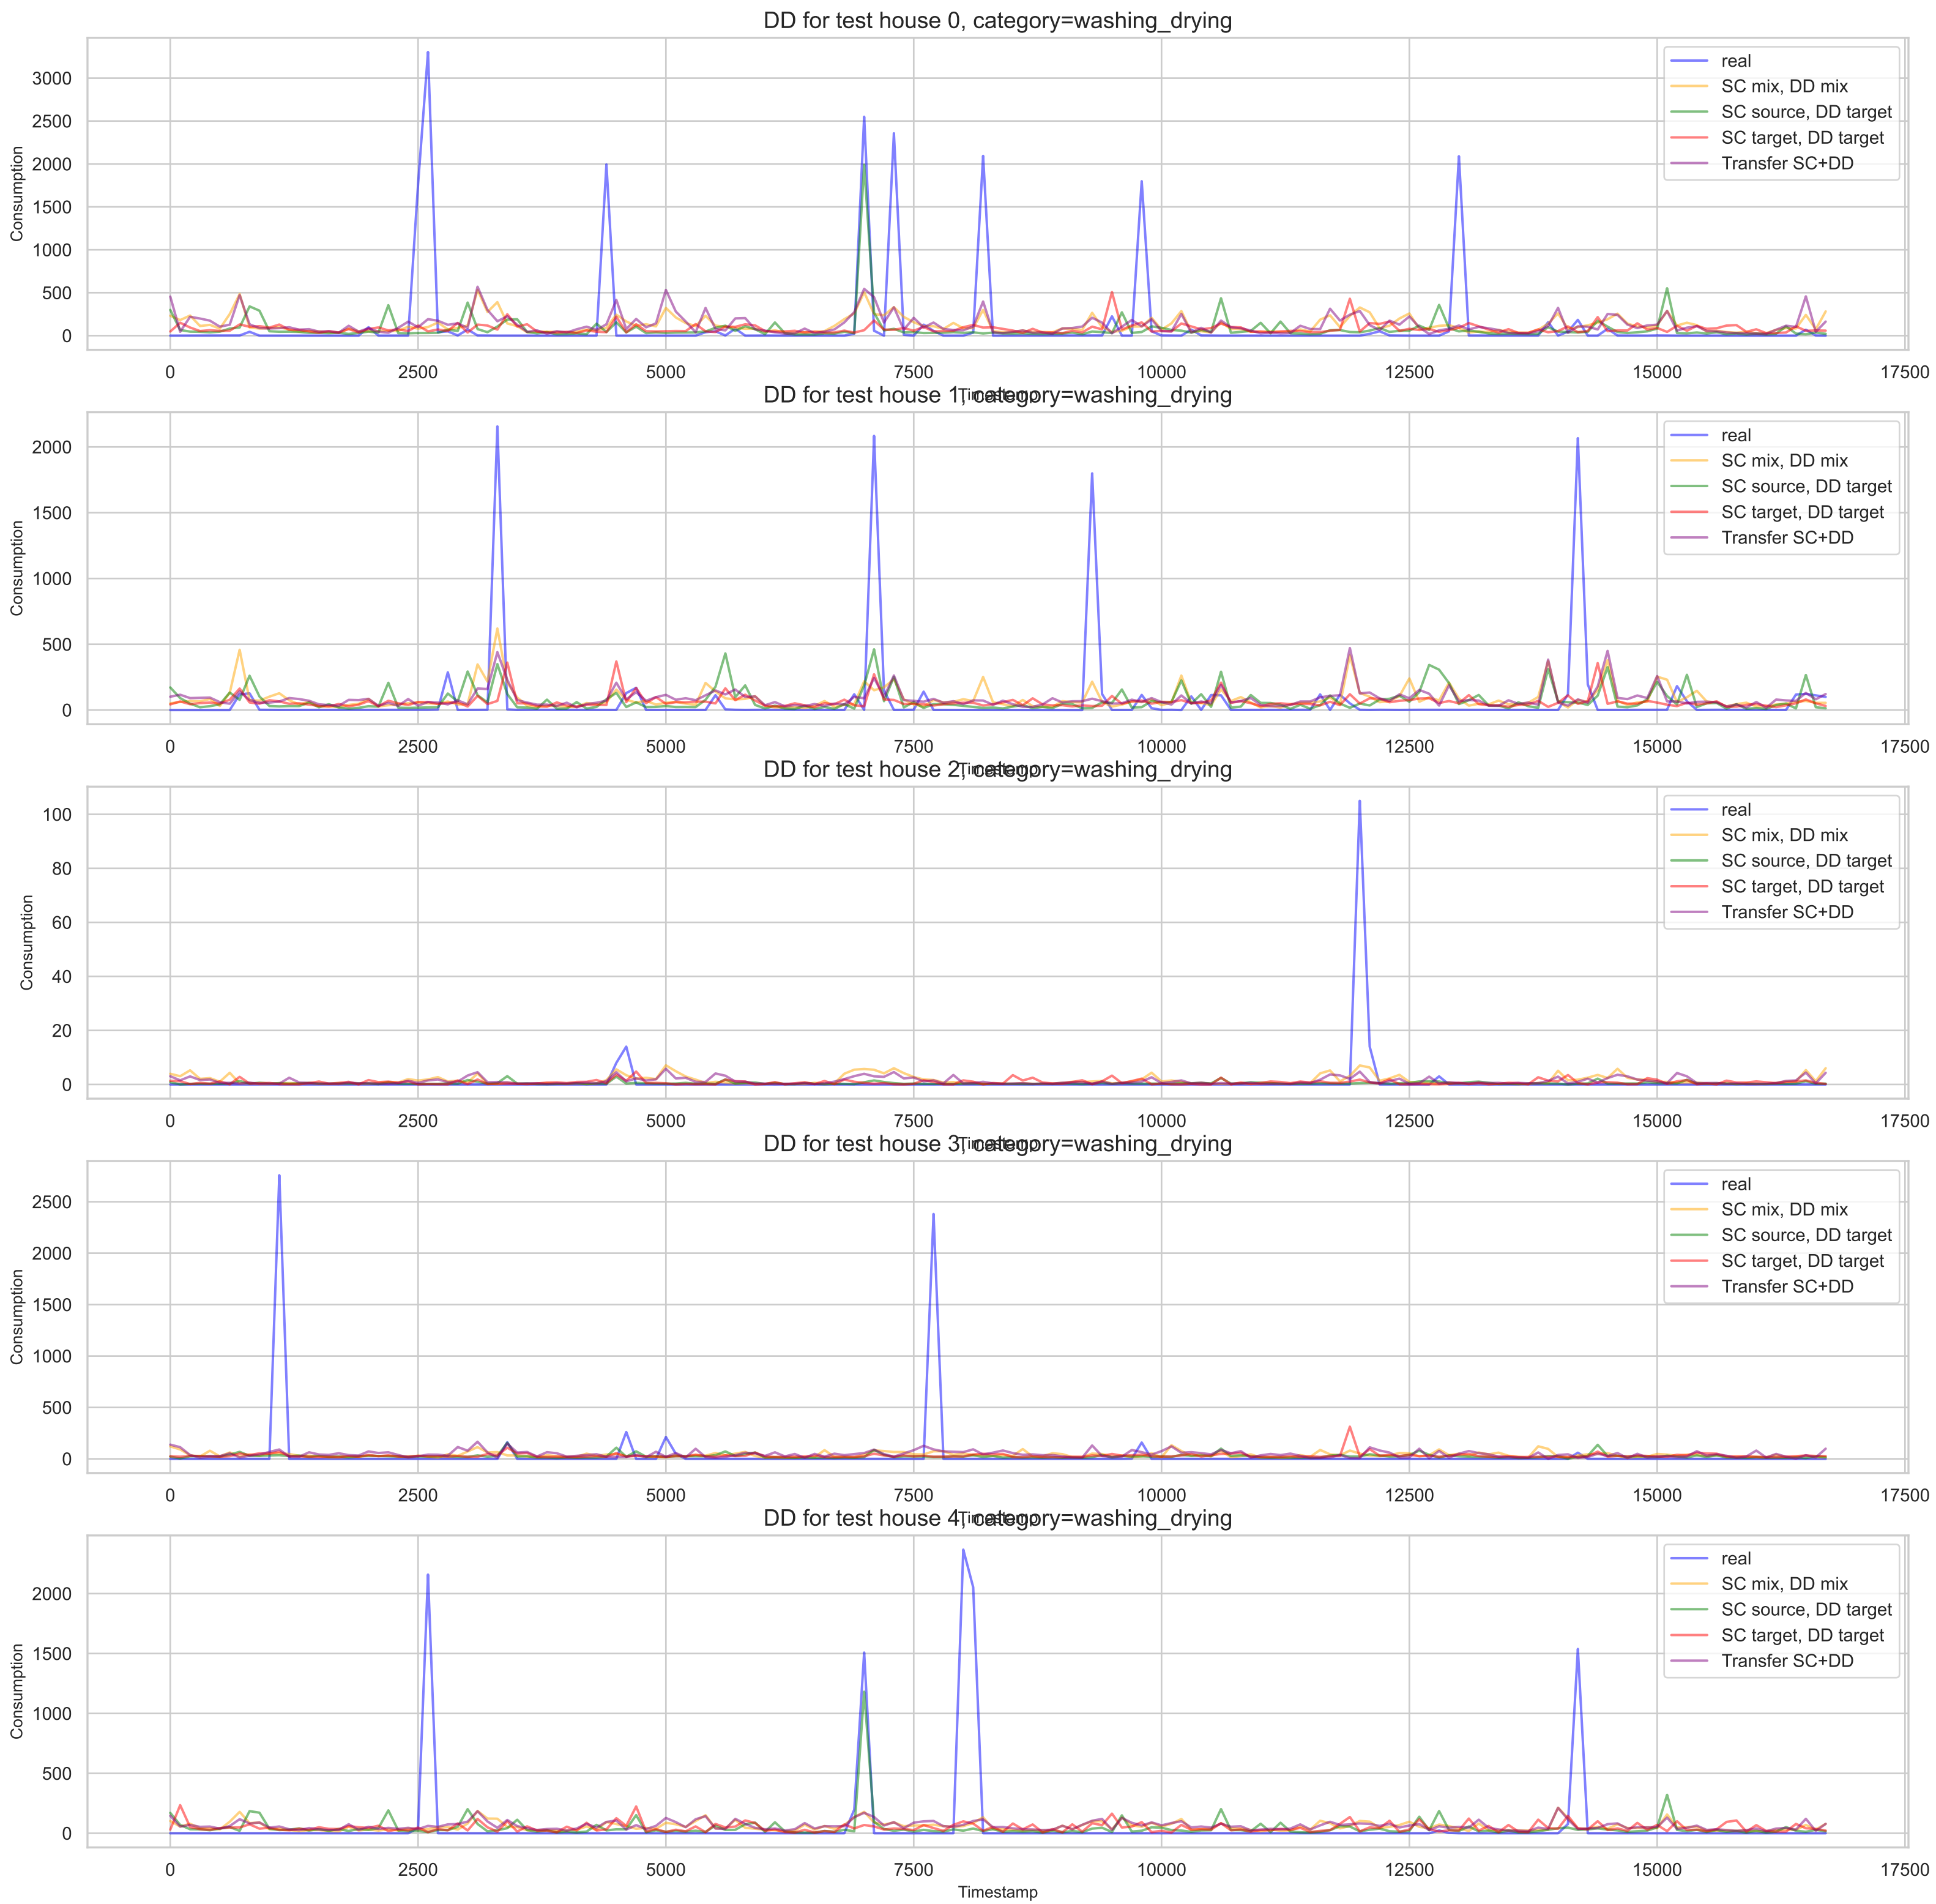 DD for test house 0, category=washing_drying
3000
2500
2000
1500
1000
500
0
Consumption
real
SC mix, DD mix
SC source, DD target
SC target, DD target
Transfer SC+DD
0 2500 5000 7500 10000 12500 15000 17500
Timestamp
DD for test house 1, category=washing_drying
2000
1500
1000
500
0
Consumption
real
SC mix, DD mix
SC source, DD target
SC target, DD target
Transfer SC+DD
0 2500 5000 7500 10000 12500 15000 17500
Timestamp
DD for test house 2, category=washing_drying
100
80
60
40
20
0
Consumption
real
SC mix, DD mix
SC source, DD target
SC target, DD target
Transfer SC+DD
0 2500 5000 7500 10000 12500 15000 17500
Timestamp
DD for test house 3, category=washing_drying
2500
2000
1500
1000
500
0
Consumption
real
SC mix, DD mix
SC source, DD target
SC target, DD target
Transfer SC+DD
0 2500 5000 7500 10000 12500 15000 17500
Timestamp
DD for test house 4, category=washing_drying
2000
1500
1000
500
0
Consumption
real
SC mix, DD mix
SC source, DD target
SC target, DD target
Transfer SC+DD
0 2500 5000 7500 10000 12500 15000 17500
Timestamp